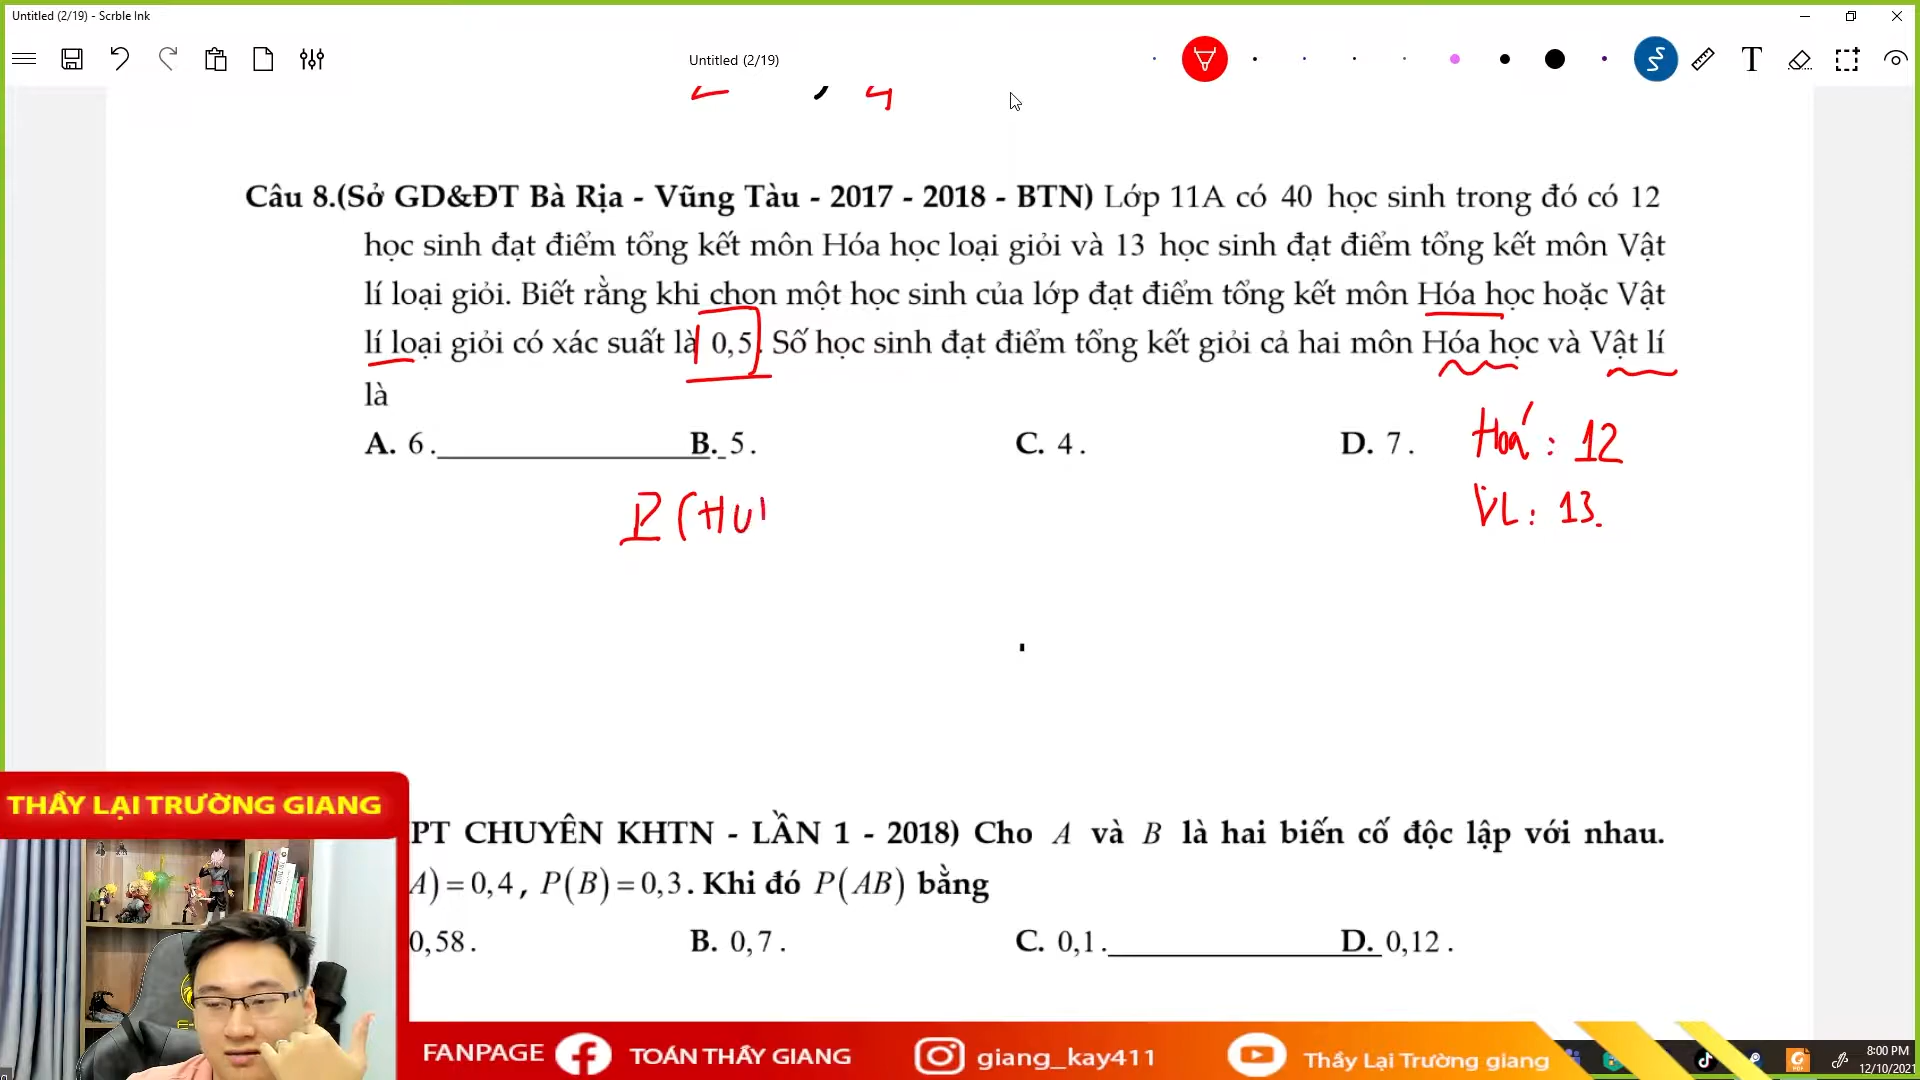 Untitled (2/19) - Scrble Ink
Untitled (2/19)
4
Câu 8.(Sở GD&ĐT Bà Rịa - Vũng Tàu - 2017 - 2018 - BTN) Lớp 11A có 40 học sinh trong đó có 12
học sinh đạt điểm tổng kết môn Hóa học loại giỏi và 13 học sinh đạt điểm tổng kết môn Vật
lí loại giỏi. Biết rằng khi chọn một học sinh của lớp đạt điểm tổng kết môn Hóa học hoặc Vật
lí loại giỏi có xác suất là 0,5. Số học sinh đạt điểm tổng kết giỏi cả hai môn Hóa học và Vật lí
là
A. 6. B. 5. C. 4. D. 7.
Hoá: 12
P(HU
VL: 13.
PT CHUYÊN KHTN - LẦN 1 - 2018) Cho A và B là hai biến cố độc lập với nhau.
A) = 0,4, P(B) = 0,3. Khi đó P(AB) bằng
0,58. B. 0,7. C. 0,1. D. 0,12.
THẦY LẠI TRƯỜNG GIANG
FANPAGE TOÁN THẦY GIANG giang_kay411 Thầy Lại Trường giang
8:00 PM
12/10/2021